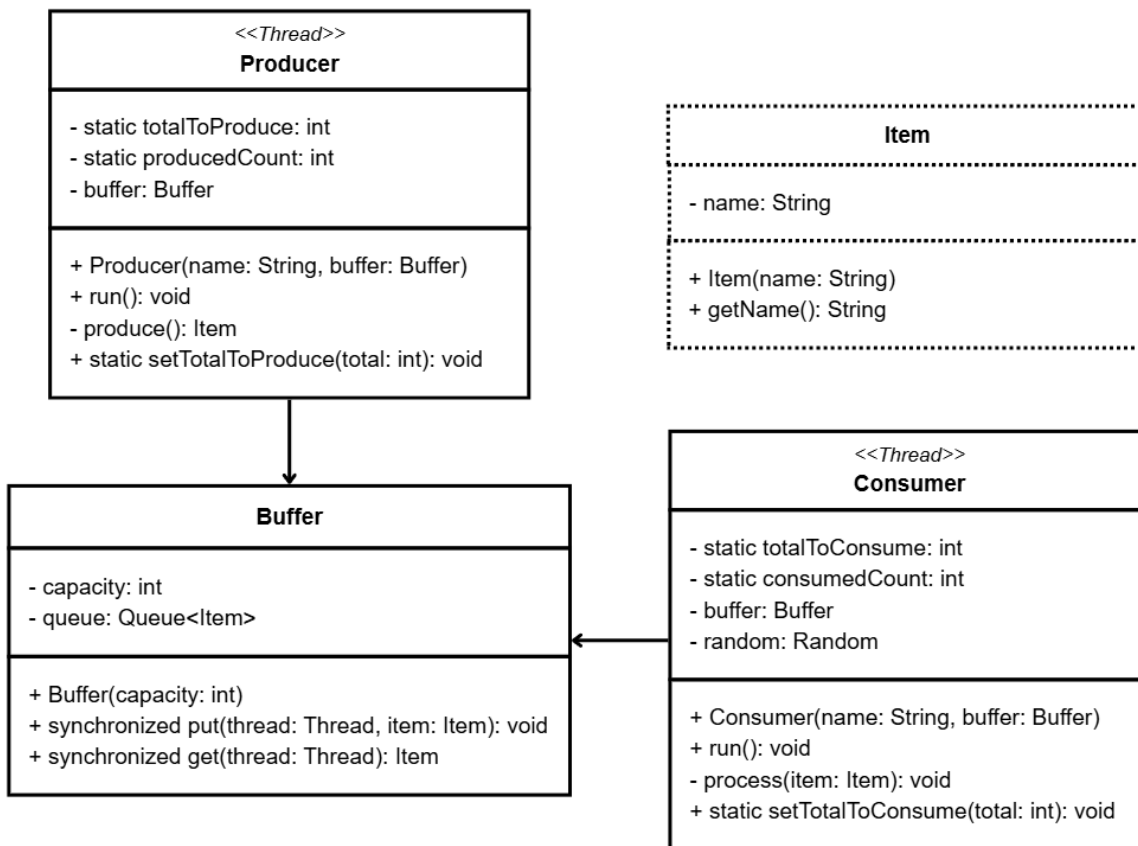 <<Thread>>
Producer
- static totalToProduce: int
- static producedCount: int
- buffer: Buffer
+ Producer(name: String, buffer: Buffer)
+ run(): void
- produce(): Item
+ static setTotalToProduce(total: int): void
Item
- name: String
+ Item(name: String)
+ getName(): String
Buffer
- capacity: int
- queue: Queue<Item>
+ Buffer(capacity: int)
+ synchronized put(thread: Thread, item: Item): void
+ synchronized get(thread: Thread): Item
<<Thread>>
Consumer
- static totalToConsume: int
- static consumedCount: int
- buffer: Buffer
- random: Random
+ Consumer(name: String, buffer: Buffer)
+ run(): void
- process(item: Item): void
+ static setTotalToConsume(total: int): void